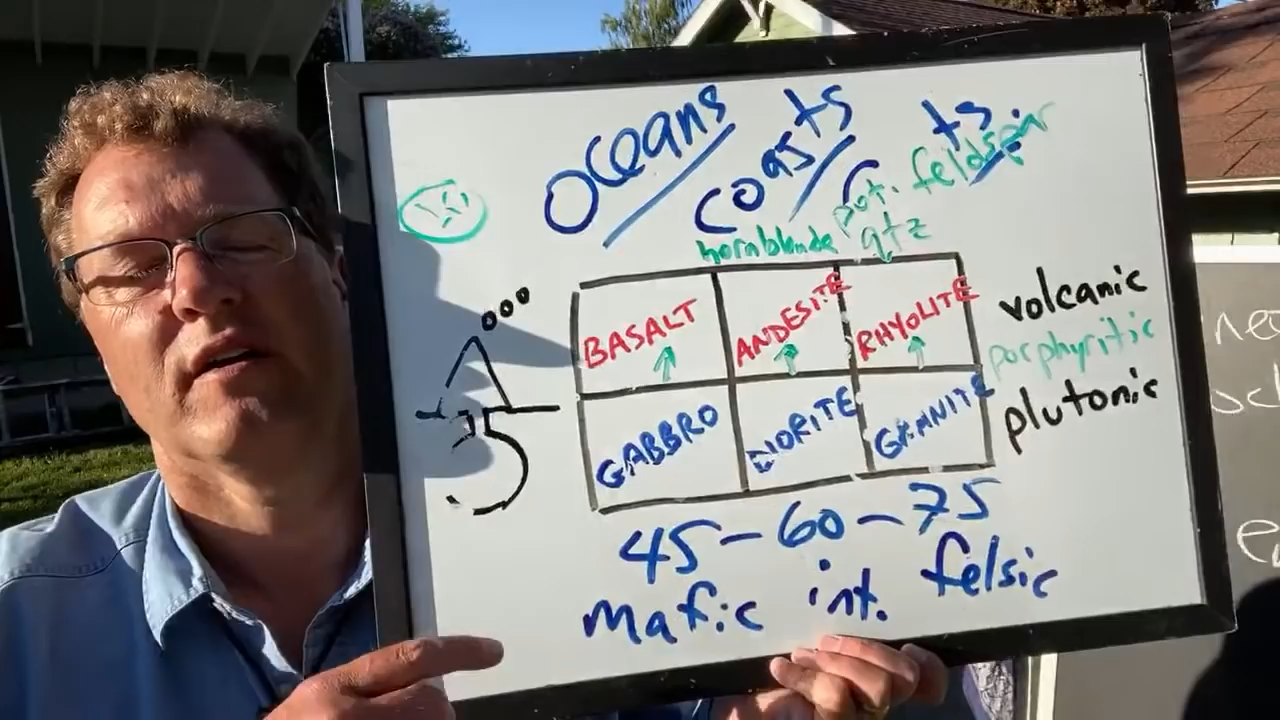 Oceans coasts
pot. feldspar
hornblende qtz
BASALT ANDESITE RHYOLITE volcanic
porphyritic
GABBRO DIORITE GRANITE plutonic
45-60-75
mafic int. felsic